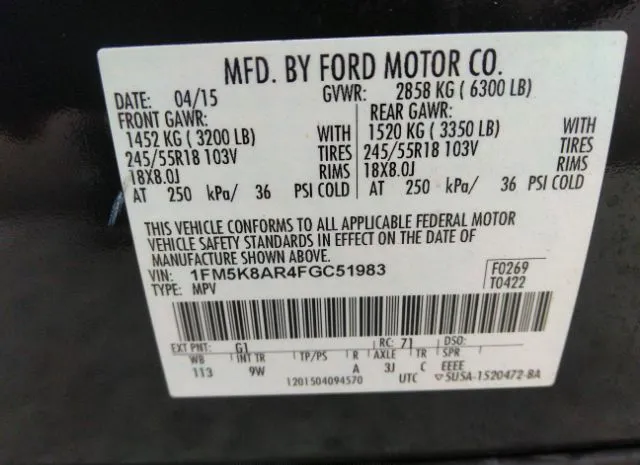 MFD. BY FORD MOTOR CO.
DATE: 04/15 GVWR: 2858 KG ( 6300 LB)
FRONT GAWR: REAR GAWR:
1452 KG ( 3200 LB) WITH 1520 KG ( 3350 LB) WITH
245/55R18 103V TIRES 245/55R18 103V TIRES
18X8.0J RIMS 18X8.0J RIMS
AT 250 kPa/ 36 PSI COLD AT 250 kPa/ 36 PSI COLD
THIS VEHICLE CONFORMS TO ALL APPLICABLE FEDERAL MOTOR
VEHICLE SAFETY STANDARDS IN EFFECT ON THE DATE OF
MANUFACTURE SHOWN ABOVE.
VIN: 1FM5K8AR4FGC51983 F0269
TYPE: MPV T0422
EXT PNT: G1 RC: 71 DSO:
WB INT TR TP/PS R AXLE TR SPR
113 9W A 3J C EEEE
1201504094570 UTC ▽5USA-1520472-BA